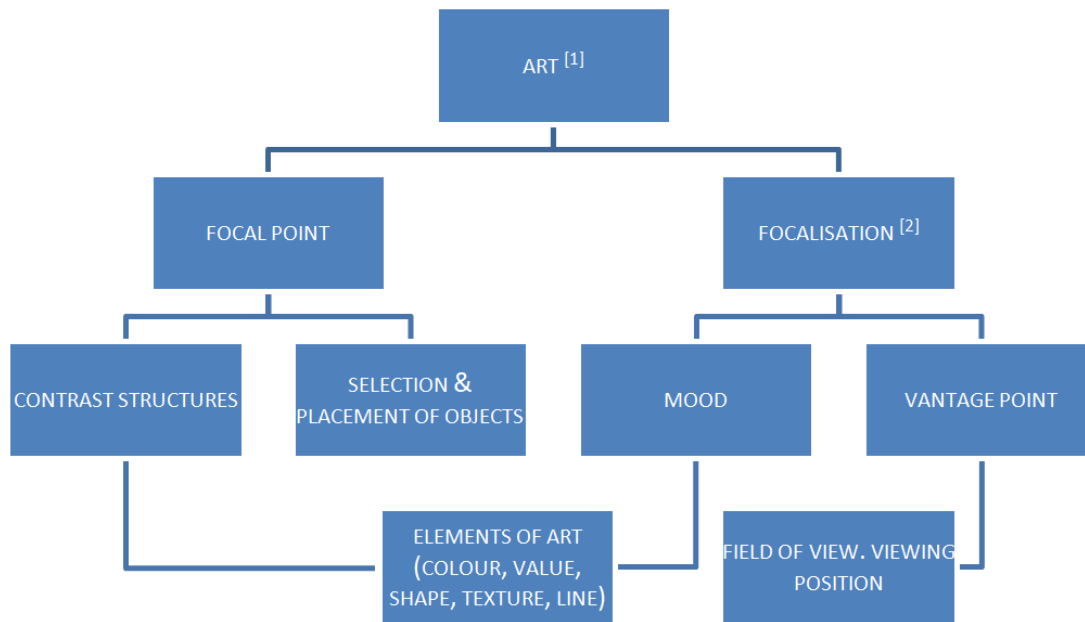 ART [1]
FOCAL POINT
FOCALISATION [2]
CONTRAST STRUCTURES
SELECTION &
PLACEMENT OF OBJECTS
MOOD
VANTAGE POINT
ELEMENTS OF ART
(COLOUR, VALUE,
SHAPE, TEXTURE, LINE)
FIELD OF VIEW. VIEWING
POSITION